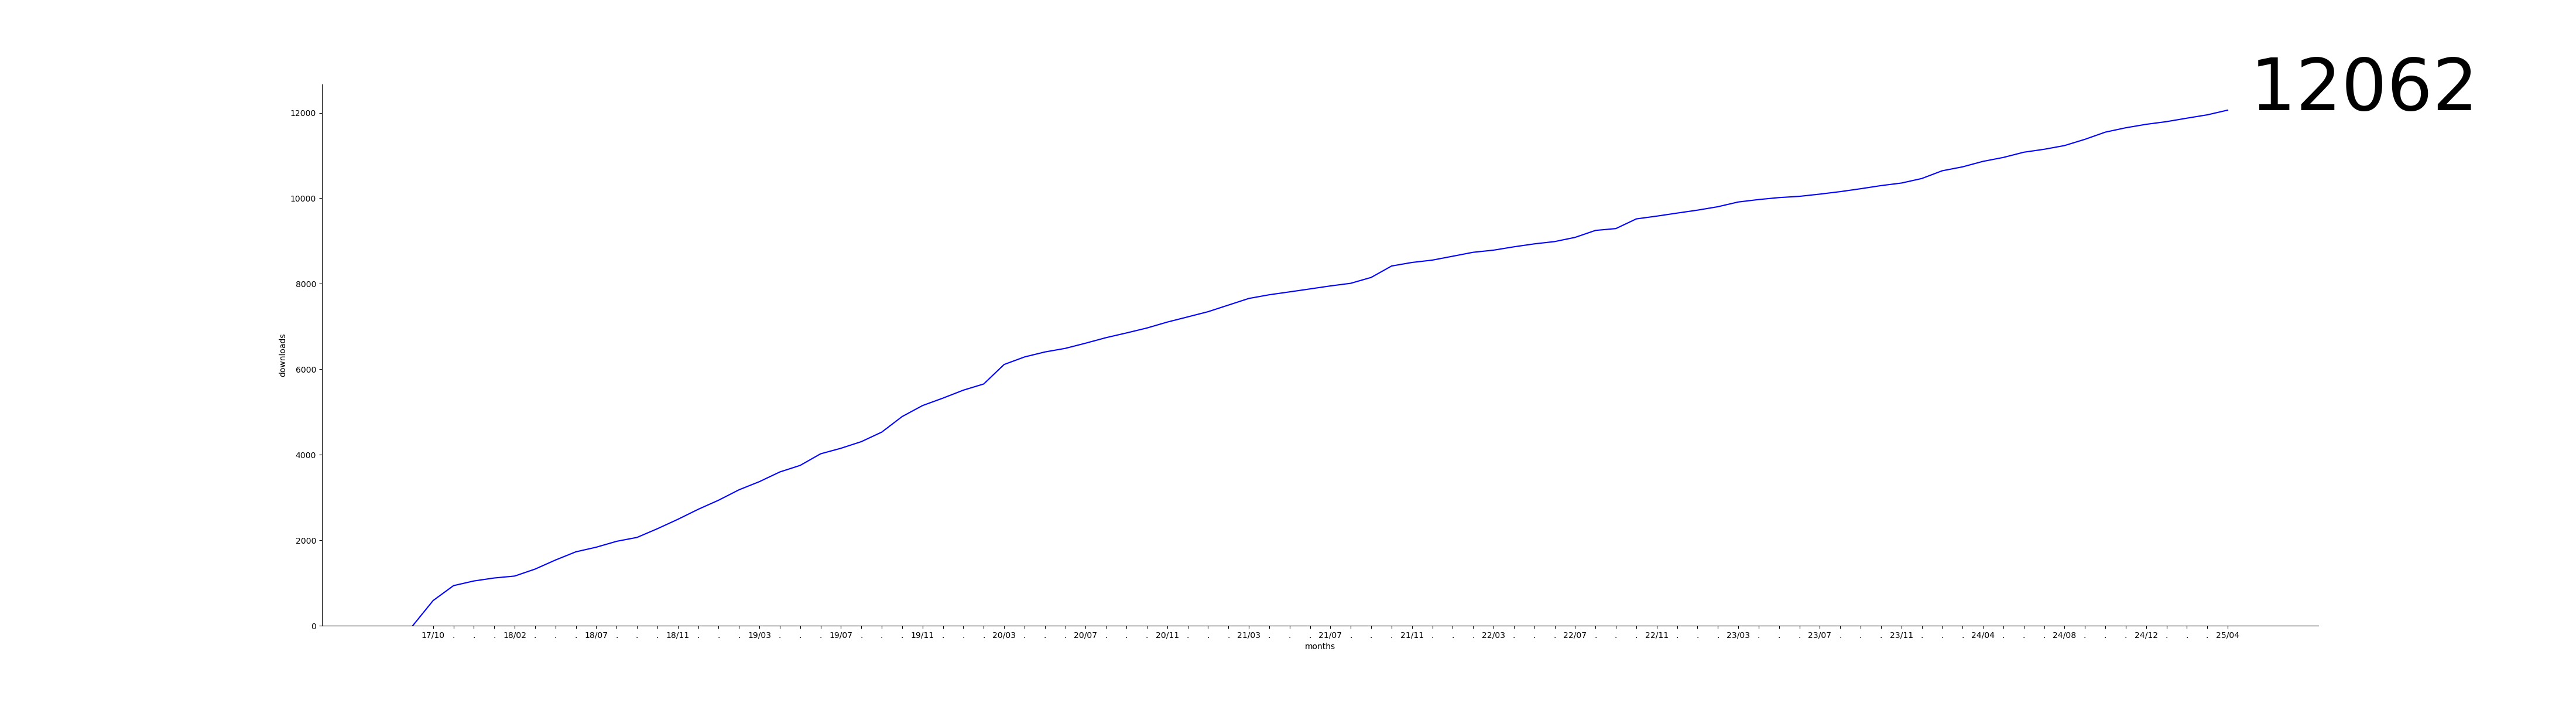 12062
12000
10000
8000
6000
4000
2000
0
downloads
17/10 . . . 18/02 . . . 18/07 . . . 18/11 . . . 19/03 . . . 19/07 . . . 19/11 . . . 20/03 . . . 20/07 . . . 20/11 . . . 21/03 . . . 21/07 . . . 21/11 . . . 22/03 . . . 22/07 . . . 22/11 . . . 23/03 . . . 23/07 . . . 23/11 . . . 24/04 . . . 24/08 . . . 24/12 . . . 25/04
months